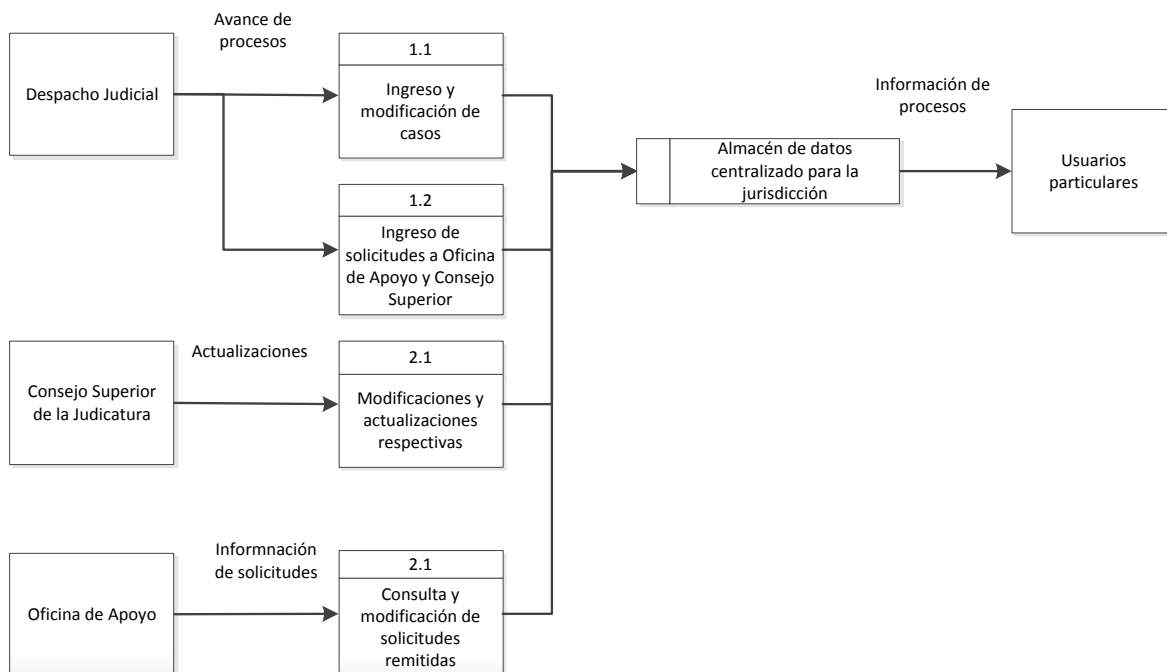 Avance de
procesos
Despacho Judicial
1.1
Ingreso y
modificación de
casos
1.2
Ingreso de
solicitudes a Oficina
de Apoyo y Consejo
Superior
Almacén de datos
centralizado para la
jurisdicción
Información de
procesos
Usuarios
particulares
Consejo Superior
de la Judicatura
Actualizaciones
2.1
Modificaciones y
actualizaciones
respectivas
Oficina de Apoyo
Informnación
de solicitudes
2.1
Consulta y
modificación de
solicitudes
remitidas